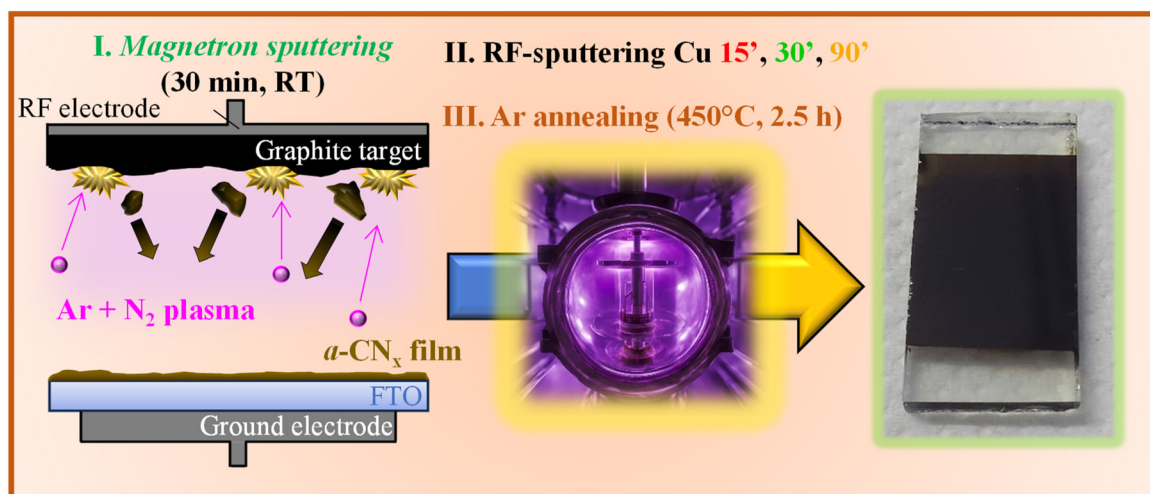 I. Magnetron sputtering
(30 min, RT)
RF electrode
Graphite target
Ar + N₂ plasma
a-CNₓ film
FTO
Ground electrode
II. RF-sputtering Cu 15’, 30’, 90’
III. Ar annealing (450°C, 2.5 h)